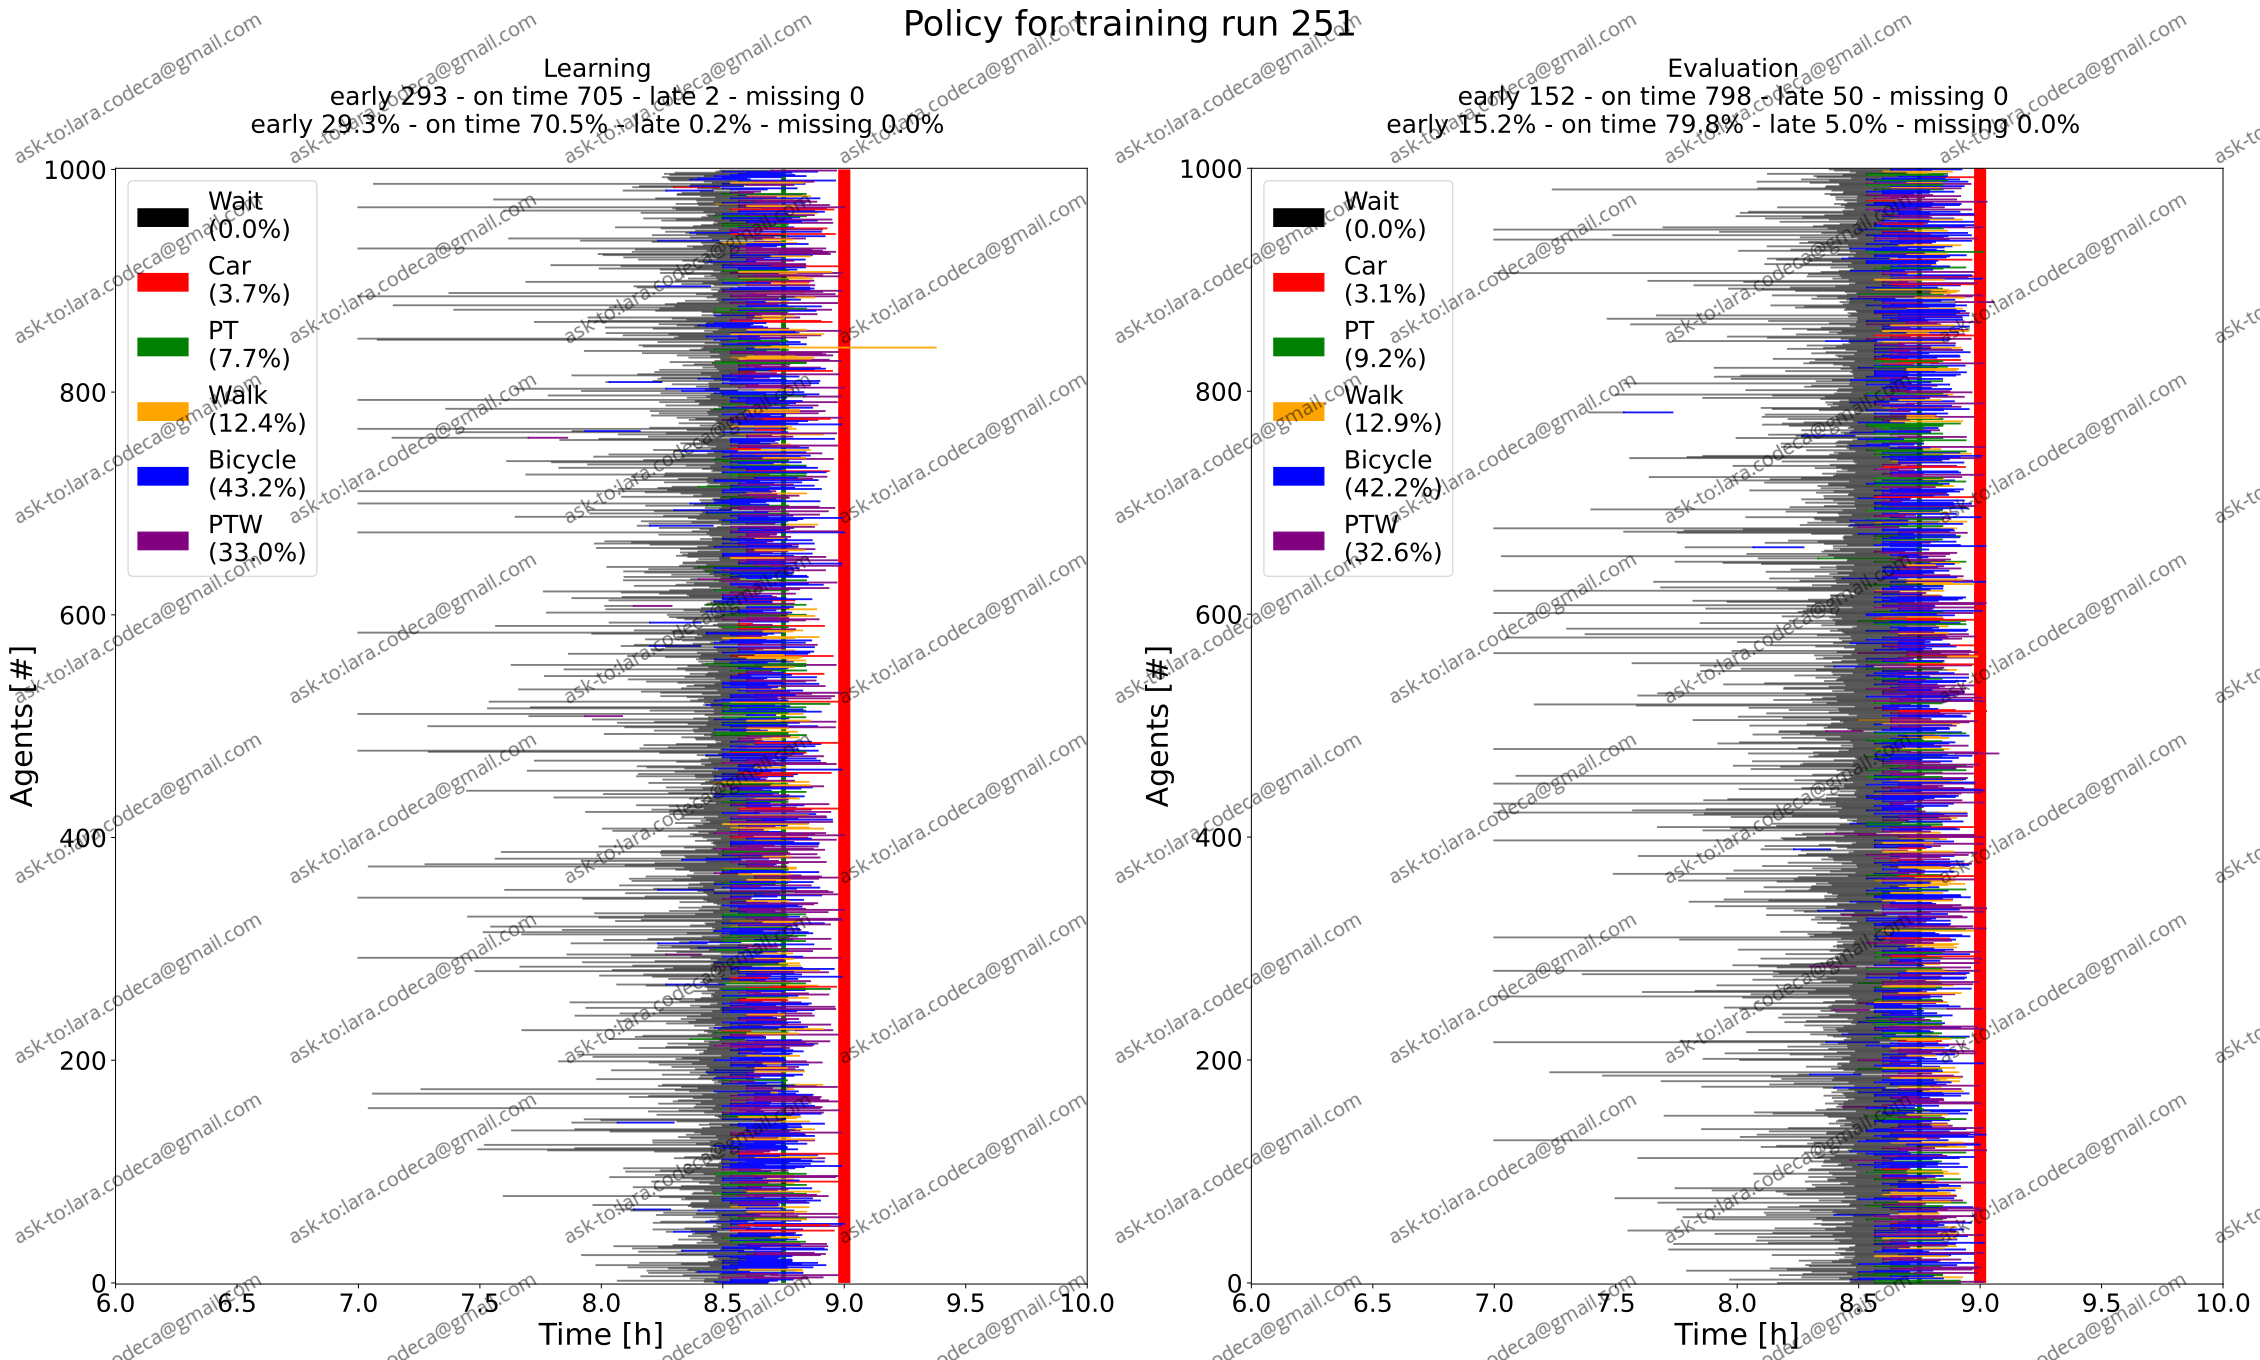 Policy for training run 251
Learning
early 293 - on time 705 - late 2 - missing 0
early 29.3% - on time 70.5% - late 0.2% - missing 0.0%
Evaluation
early 152 - on time 798 - late 50 - missing 0
early 15.2% - on time 79.8% - late 5.0% - missing 0.0%
Agents [#]
1000
800
600
400
200
0
Wait
(0.0%)
Car
(3.7%)
PT
(7.7%)
Walk
(12.4%)
Bicycle
(43.2%)
PTW
(33.0%)
6.0 6.5 7.0 7.5 8.0 8.5 9.0 9.5 10.0
Time [h]
Agents [#]
1000
800
600
400
200
0
Wait
(0.0%)
Car
(3.1%)
PT
(9.2%)
Walk
(12.9%)
Bicycle
(42.2%)
PTW
(32.6%)
6.0 6.5 7.0 7.5 8.0 8.5 9.0 9.5 10.0
Time [h]
ask-to:lara.codeca@gmail.com